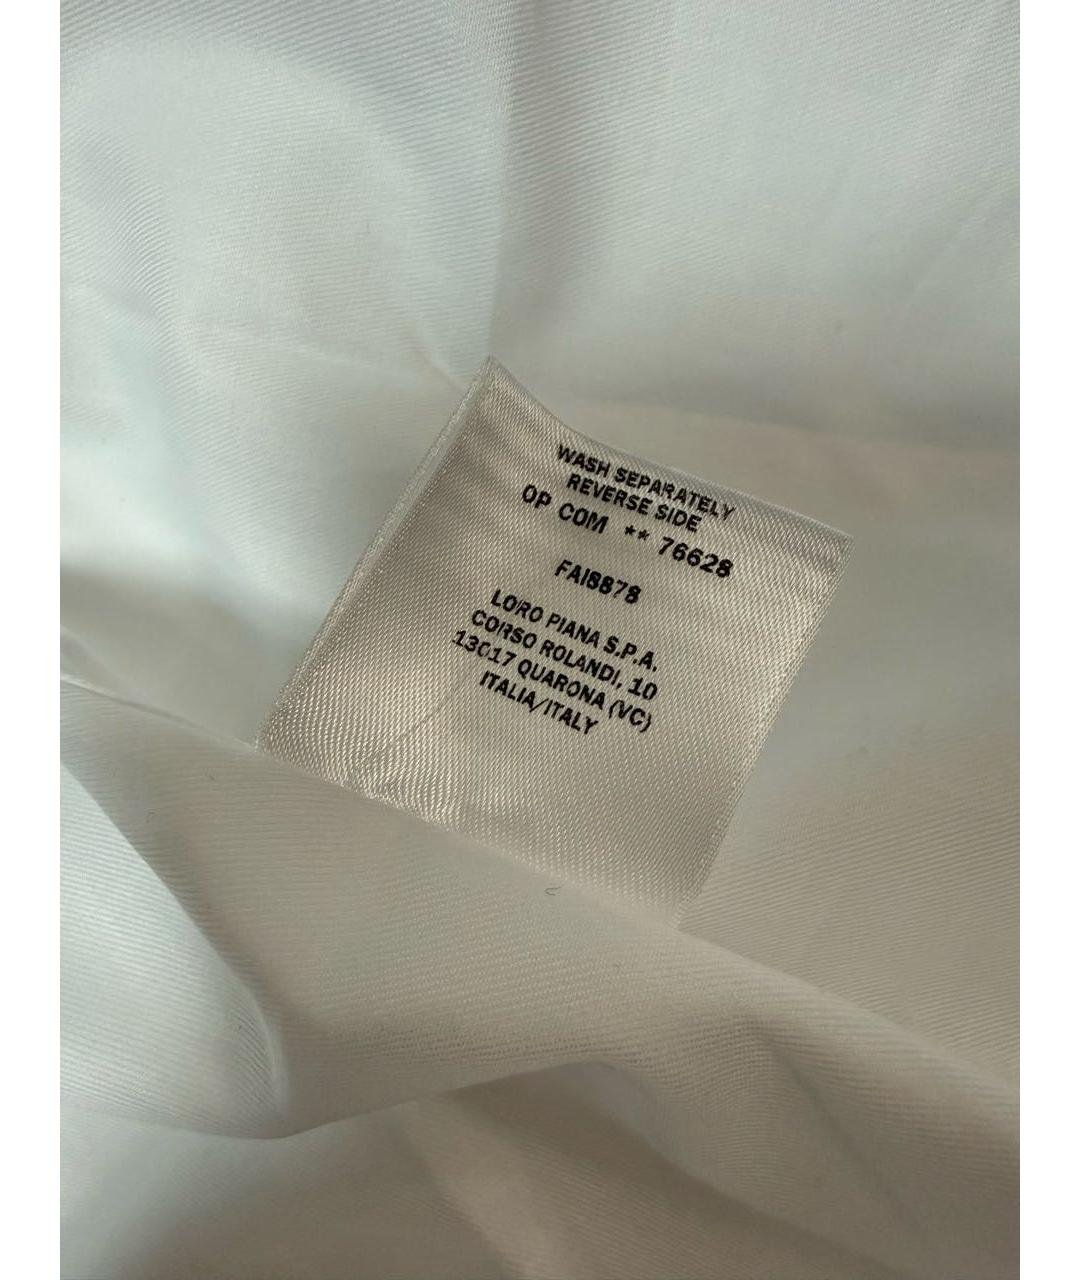 WASH SEPARATELY
REVERSE SIDE
OP COM ** 76628
FAI8878
LORO PIANA S.P.A.
CORSO ROLANDI, 10
13017 QUARONA (VC)
ITALIA/ITALY